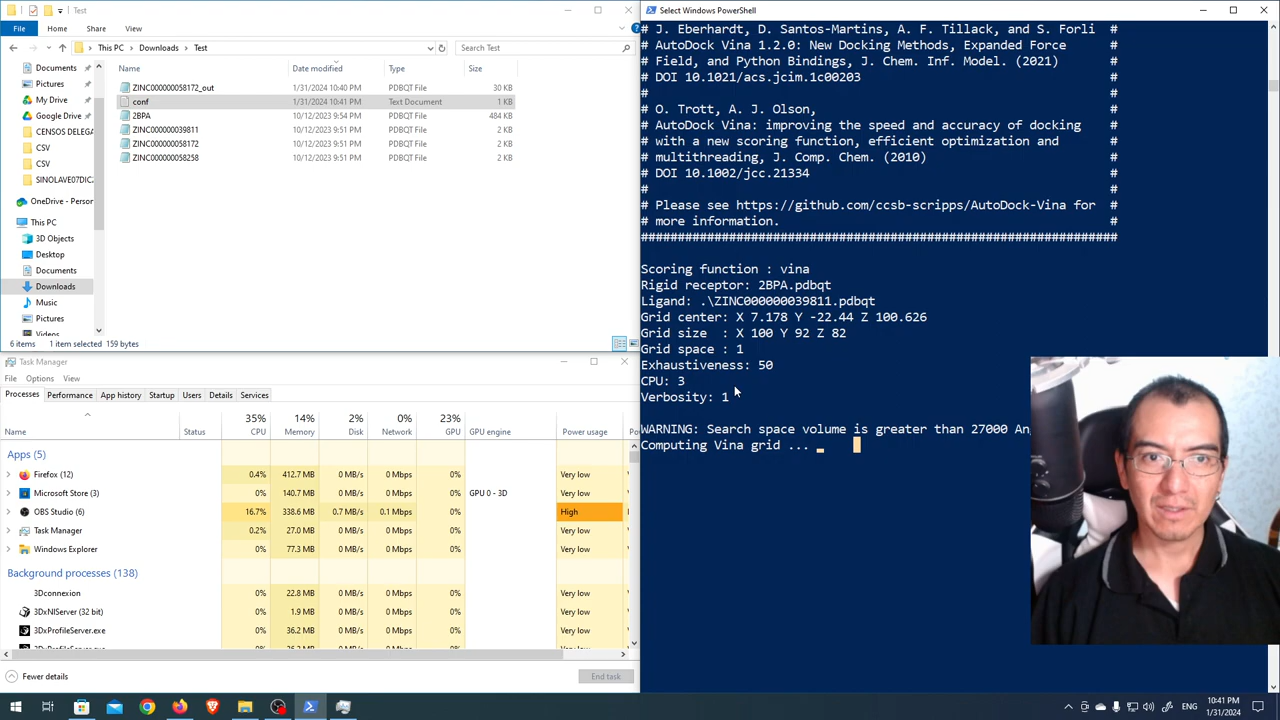 Test
File
Home
Share
View
This PC
Downloads
Test
Search Test
Name
Date modified
Type
Size
Documents
Pictures
My Drive
Google Drive
CENSOS DELEGA
CSV
CSV
SINOLAVE07DIC2
OneDrive - Person
This PC
3D Objects
Desktop
Documents
Downloads
Music
Pictures
Videos
ZINC000000058172_out 1/31/2024 10:40 PM PDBQT File 30 KB
conf 1/31/2024 10:41 PM Text Document 1 KB
2BPA 10/12/2023 9:54 PM PDBQT File 484 KB
ZINC000000039811 10/12/2023 9:51 PM PDBQT File 2 KB
ZINC000000058172 10/12/2023 9:51 PM PDBQT File 2 KB
ZINC000000058258 10/12/2023 9:51 PM PDBQT File 2 KB
6 items 1 item selected 159 bytes
Task Manager
File Options View
Processes Performance App history Startup Users Details Services
35% 14% 2% 0% 23%
Name Status CPU Memory Disk Network GPU GPU engine Power usage
Apps (5)
Firefox (12) 0.4% 412.7 MB 0 MB/s 0 Mbps 0% Very low
Microsoft Store (3) 0% 140.7 MB 0 MB/s 0 Mbps 0% GPU 0 - 3D Very low
OBS Studio (6) 16.7% 338.6 MB 0.7 MB/s 0.1 Mbps 0% High
Task Manager 0.2% 27.0 MB 0 MB/s 0 Mbps 0% Very low
Windows Explorer 0% 77.3 MB 0 MB/s 0 Mbps 0% Very low
Background processes (138)
3Dconnexion 0% 22.8 MB 0 MB/s 0 Mbps 0% Very low
3DxNIServer (32 bit) 0% 1.9 MB 0 MB/s 0 Mbps 0% Very low
3DxProfileServer.exe 0% 36.2 MB 0 MB/s 0 Mbps 0% Very low
3DxProfileServer.exe 0% 36.2 MB 0 MB/s 0 Mbps 0% Very low
Fewer details
End task
Select Windows PowerShell
# J. Eberhardt, D. Santos-Martins, A. F. Tillack, and S. Forli #
# AutoDock Vina 1.2.0: New Docking Methods, Expanded Force #
# Field, and Python Bindings, J. Chem. Inf. Model. (2021) #
# DOI 10.1021/acs.jcim.1c00203 #
# #
# O. Trott, A. J. Olson, #
# AutoDock Vina: improving the speed and accuracy of docking #
# with a new scoring function, efficient optimization and #
# multithreading, J. Comp. Chem. (2010) #
# DOI 10.1002/jcc.21334 #
# #
# Please see https://github.com/ccsb-scripps/AutoDock-Vina for #
# more information. #
#################################################################
Scoring function : vina
Rigid receptor: 2BPA.pdbqt
Ligand: .\ZINC000000039811.pdbqt
Grid center: X 7.178 Y -22.44 Z 100.626
Grid size : X 100 Y 92 Z 82
Grid space : 1
Exhaustiveness: 50
CPU: 3
Verbosity: 1
WARNING: Search space volume is greater than 27000 An
Computing Vina grid ...
ENG
10:41 PM
1/31/2024